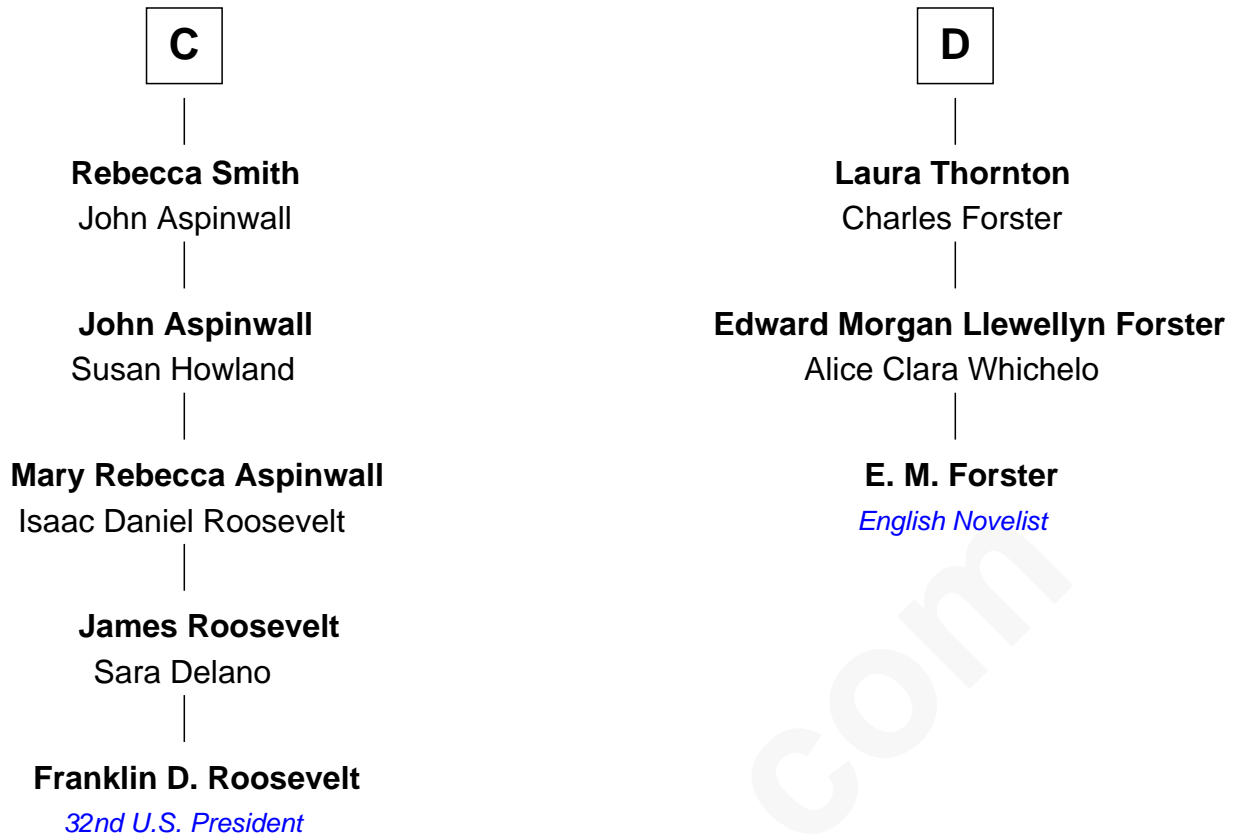 C
Rebecca Smith
John Aspinwall
John Aspinwall
Susan Howland
Mary Rebecca Aspinwall
Isaac Daniel Roosevelt
James Roosevelt
Sara Delano
Franklin D. Roosevelt
32nd U.S. President
D
Laura Thornton
Charles Forster
Edward Morgan Llewellyn Forster
Alice Clara Whichelo
E. M. Forster
English Novelist
com